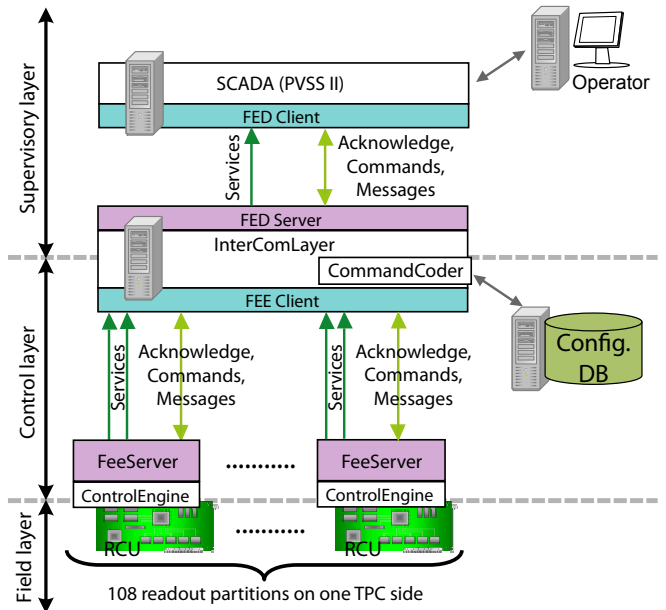 Supervisory layer
SCADA (PVSS II)
FED Client
Operator
Services
Acknowledge,
Commands,
Messages
FED Server
InterComLayer
CommandCoder
FEE Client
Control layer
Services
Acknowledge,
Commands,
Messages
Services
Acknowledge,
Commands,
Messages
Config.
DB
FeeServer
............
FeeServer
ControlEngine
ControlEngine
Field layer
RCU
............
RCU
108 readout partitions on one TPC side